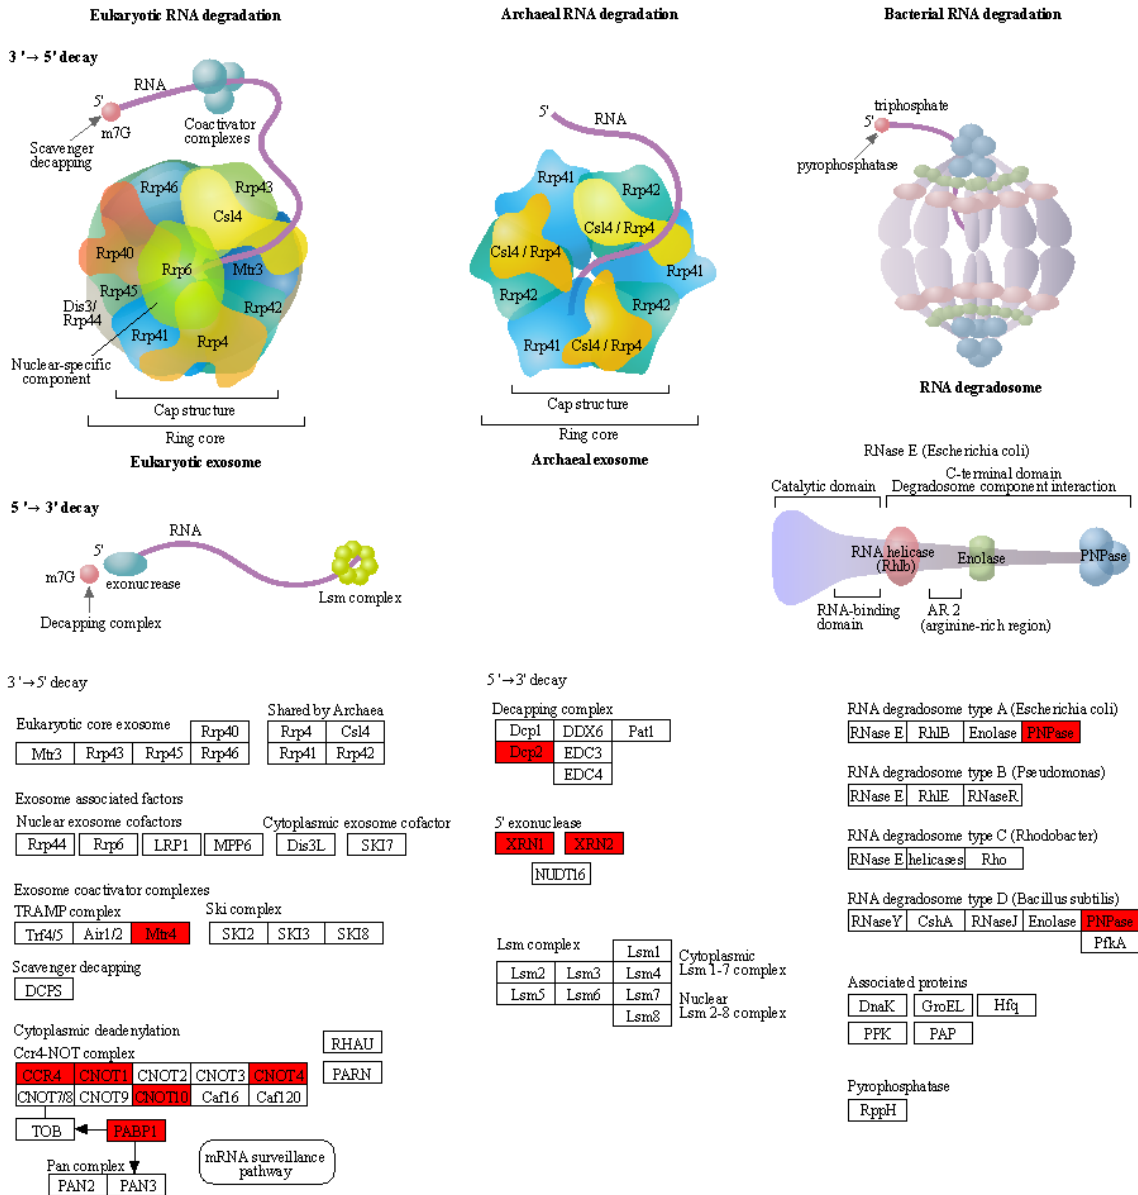 Eukaryotic RNA degradation
Archaeal RNA degradation
Bacterial RNA degradation
3 '→ 5' decay
RNA
5'
m7G
Scavenger
decapping
Coactivator
complexes
Rrp46
Rrp43
Csl4
Rrp40
Rrp6
Mtr3
Rrp45
Dis3/
Rrp44
Rrp42
Rrp41
Rrp4
Nuclear-specific
component
Cap structure
Ring core
Eukaryotic exosome
5'
RNA
Rrp41
Rrp42
Csl4 / Rrp4
Csl4 / Rrp4
Rrp41
Rrp42
Rrp42
Rrp41
Csl4 / Rrp4
Cap structure
Ring core
Archaeal exosome
triphosphate
5'
pyrophosphatase
RNA degradosome
RNase E (Escherichia coli)
C-terminal domain
Catalytic domain
Degradosome component interaction
RNA helicase
(Rhlb)
Enolase
PNPase
RNA-binding
domain
AR 2
(arginine-rich region)
5 '→ 3' decay
RNA
5'
m7G
exonucrease
Lsm complex
Decapping complex
3 '→5' decay
Eukaryotic core exosome
Rrp40
Mtr3 Rrp43 Rrp45 Rrp46
Shared by Archaea
Rrp4 Csl4
Rrp41 Rrp42
Exosome associated factors
Nuclear exosome cofactors
Rrp44 Rrp6 LRP1 MPP6
Cytoplasmic exosome cofactor
Dis3L SKI7
Exosome coactivator complexes
TRAMP complex
Trf4/5 Air1/2 Mtr4
Ski complex
SKI2 SKI3 SKI8
Scavenger decapping
DCPS
Cytoplasmic deadenylation
Ccr4-NOT complex
CCR4 CNOT1 CNOT2 CNOT3 CNOT4
CNOT7/8 CNOT9 CNOT10 Caf16 Caf120
RHAU
PARN
TOB
PABP1
Pan complex
PAN2 PAN3
mRNA surveillance
pathway
5 '→3' decay
Decapping complex
Dcp1 DDX6 Pat1
Dcp2 EDC3
EDC4
5' exonuclease
XRN1 XRN2
NUDT16
Lsm complex
Lsm1
Lsm2 Lsm3 Lsm4
Lsm5 Lsm6 Lsm7
Lsm8
Cytoplasmic
Lsm 1-7 complex
Nuclear
Lsm 2-8 complex
RNA degradosome type A (Escherichia coli)
RNase E RhlB Enolase PNPase
RNA degradosome type B (Pseudomonas)
RNase E RhlE RNaseR
RNA degradosome type C (Rhodobacter)
RNase E helicases Rho
RNA degradosome type D (Bacillus subtilis)
RNaseY CshA RNaseJ Enolase PNPase
PfkA
Associated proteins
DnaK GroEL Hfq
PPK PAP
Pyrophosphatase
RppH